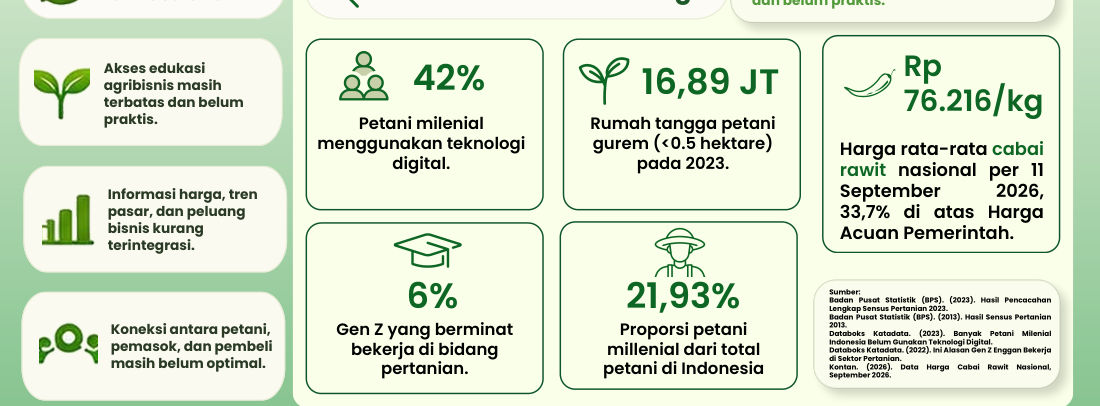 dan belum praktis.
Akses edukasi
agribisnis masih
terbatas dan belum
praktis.
Informasi harga, tren
pasar, dan peluang
bisnis kurang
terintegrasi.
Koneksi antara petani,
pemasok, dan pembeli
masih belum optimal.
42%
Petani milenial
menggunakan teknologi
digital.
16,89 JT
Rumah tangga petani
gurem (<0.5 hektare)
pada 2023.
Rp
76.216/kg
Harga rata-rata cabai
rawit nasional per 11
September 2026,
33,7% di atas Harga
Acuan Pemerintah.
6%
Gen Z yang berminat
bekerja di bidang
pertanian.
21,93%
Proporsi petani
millenial dari total
petani di Indonesia
Sumber:
Badan Pusat Statistik (BPS). (2023). Hasil Pencacahan
Lengkap Sensus Pertanian 2023.
Badan Pusat Statistik (BPS). (2013). Hasil Sensus Pertanian
2013.
Databoks Katadata. (2023). Banyak Petani Milenial
Indonesia Belum Gunakan Teknologi Digital.
Databoks Katadata. (2022). Ini Alasan Gen Z Enggan Bekerja
di Sektor Pertanian.
Kontan. (2026). Data Harga Cabai Rawit Nasional,
September 2026.